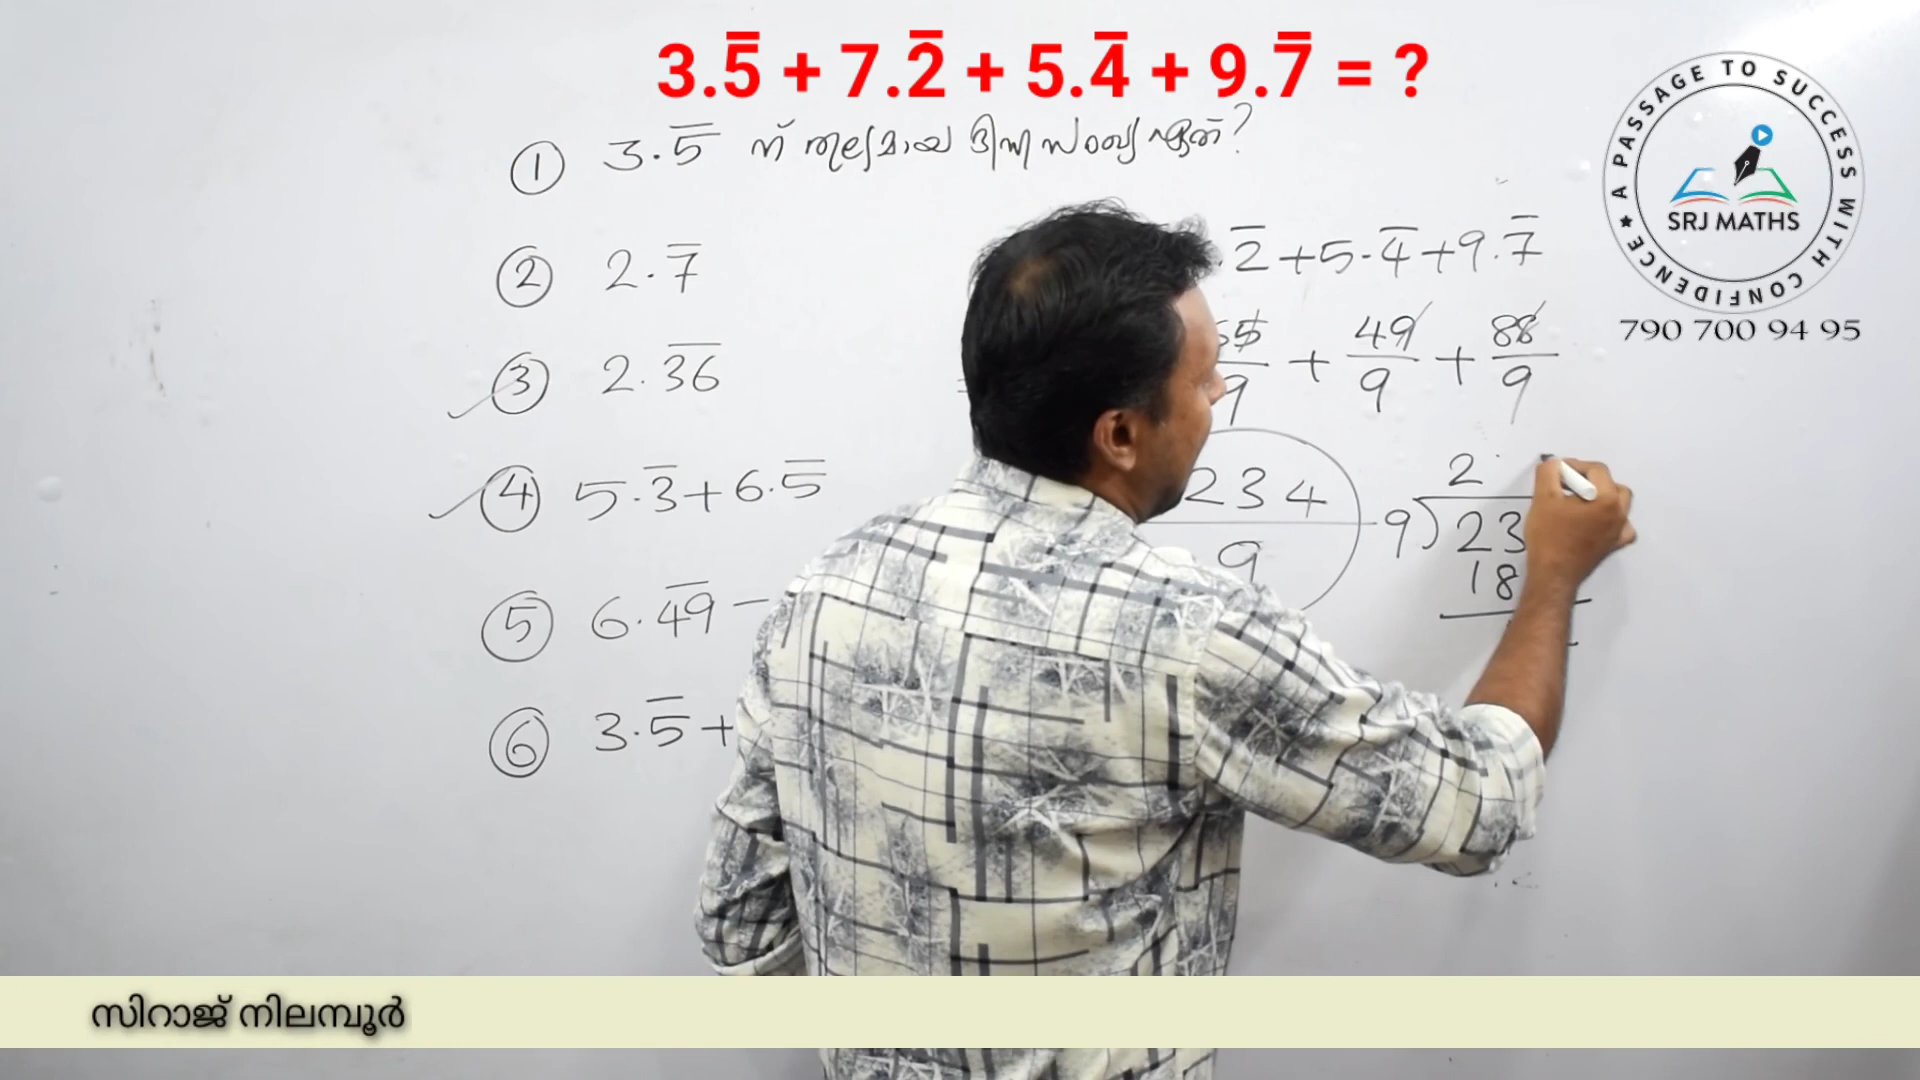 3.5̅ + 7.2̅ + 5.4̅ + 9.7̅ = ?
① 3.5̅ ന് തുല്യമായ ഭിന്നസംഖ്യ ഏത്?
② 2.7̅
③ 2.3̅6̅
④ 5.3̅+6.5̅
⑤ 6.4̅9̅ −
⑥ 3.5̅+
.2̅+5.4̅+9.7̅
65/9 + 49/9 + 88/9
234/9
2
9)23
18
A PASSAGE TO SUCCESS WITH CONFIDENCE
SRJ MATHS
790 700 94 95
സിറാജ് നിലമ്പൂർ